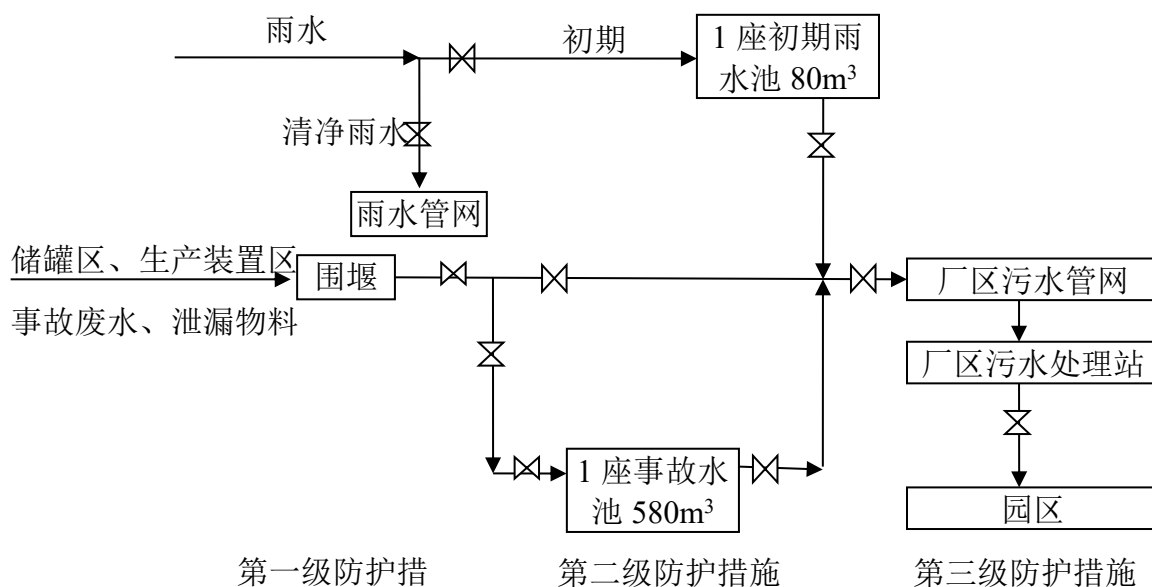 雨水
初期
1 座初期雨
水池 80m³
清净雨水
雨水管网
储罐区、生产装置区
事故废水、泄漏物料
围堰
厂区污水管网
厂区污水处理站
1 座事故水
池 580m³
园区
第一级防护措
第二级防护措施
第三级防护措施